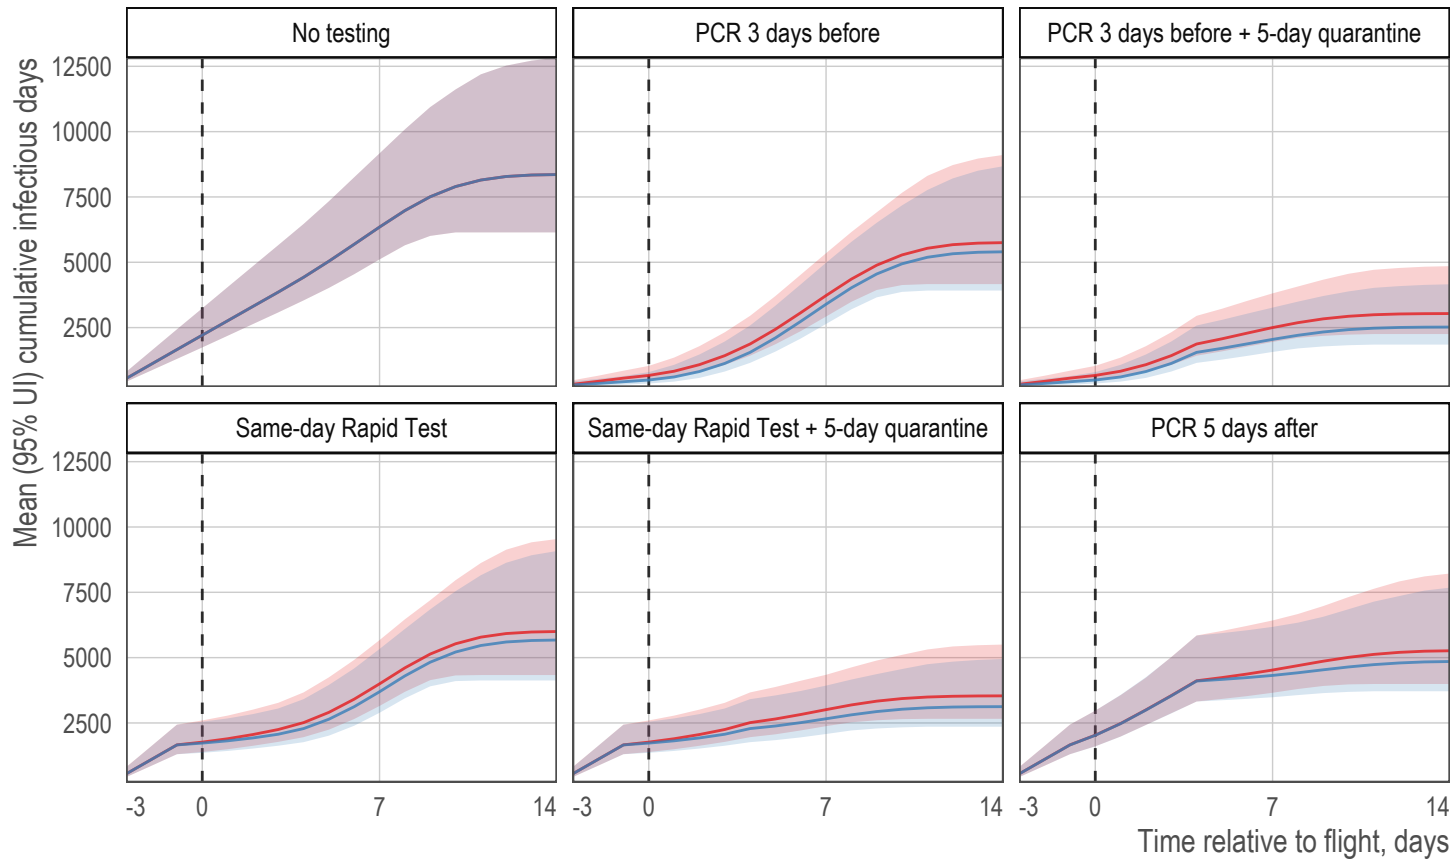 No testing
PCR 3 days before
PCR 3 days before + 5-day quarantine
Mean (95% UI) cumulative infectious days
12500
10000
7500
5000
2500
Same-day Rapid Test
Same-day Rapid Test + 5-day quarantine
PCR 5 days after
12500
10000
7500
5000
2500
-3 0 7 14
-3 0 7 14
-3 0 7 14
Time relative to flight, days